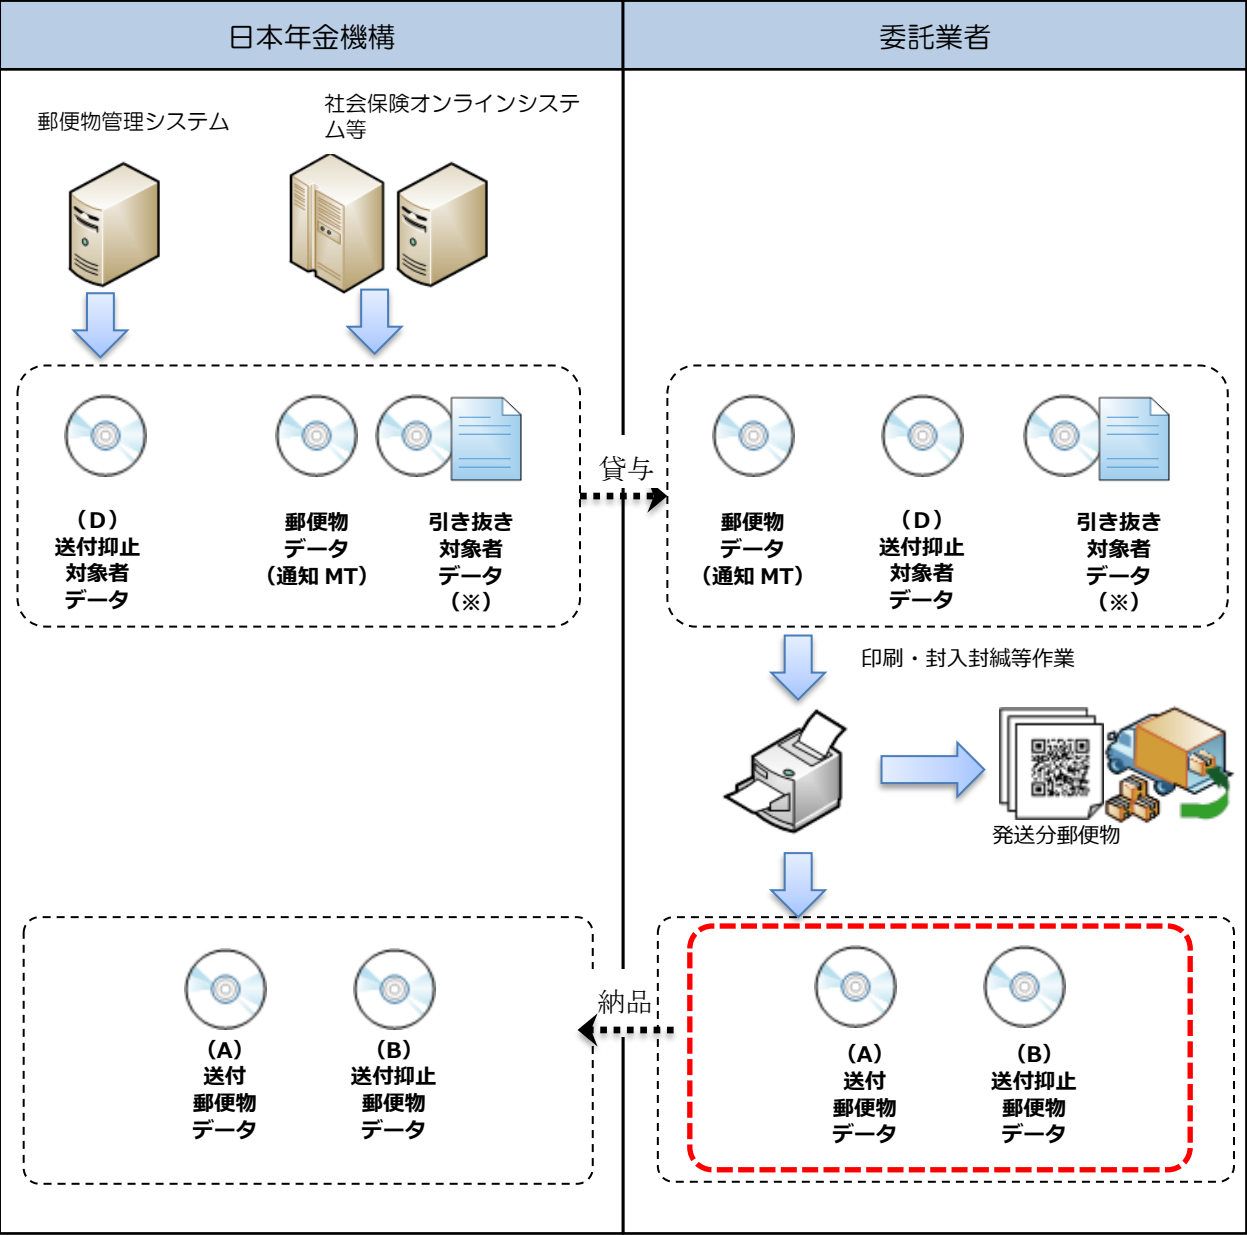 日本年金機構
委託業者
郵便物管理システム
社会保険オンラインシステ
ム等
(D)
送付抑止
対象者
データ
郵便物
データ
(通知 MT)
引き抜き
対象者
データ
(※)
貸与
郵便物
データ
(通知 MT)
(D)
送付抑止
対象者
データ
引き抜き
対象者
データ
(※)
印刷・封入封緘等作業
発送分郵便物
(A)
送付
郵便物
データ
(B)
送付抑止
郵便物
データ
納品
(A)
送付
郵便物
データ
(B)
送付抑止
郵便物
データ